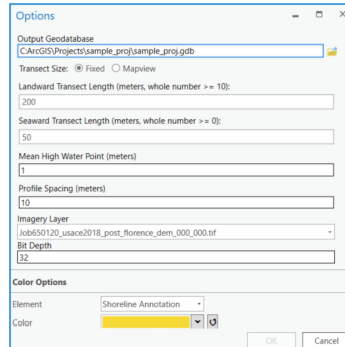 Options
Output Geodatabase
C:ArcGIS\Projects\sample_proj\sample_proj.gdb
Transect Size: Fixed Mapview
Landward Transect Length (meters, whole number >= 10):
200
Seaward Transect Length (meters, whole number >= 0):
50
Mean High Water Point (meters)
1
Profile Spacing (meters)
10
Imagery Layer
Job650120_usace2018_post_florence_dem_000_000.tif
Bit Depth
32
Color Options
Element Shoreline Annotation
Color
OK Cancel